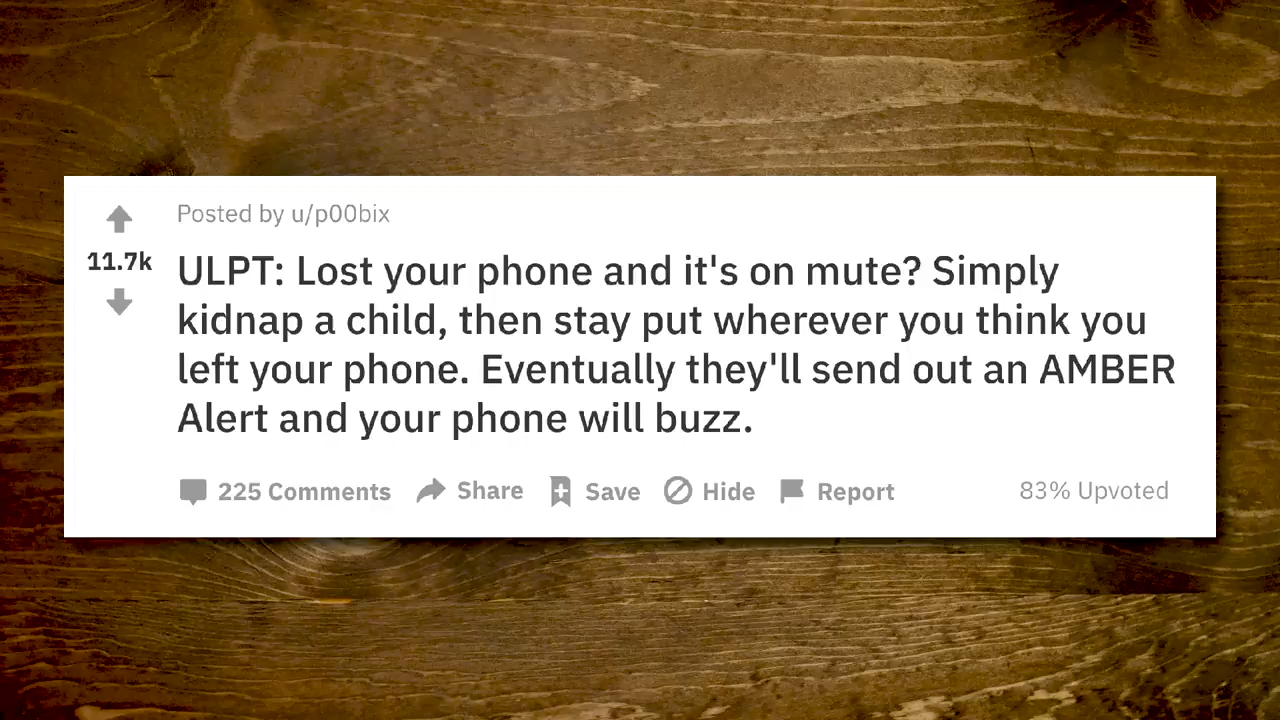 Posted by u/p00bix
11.7k
ULPT: Lost your phone and it's on mute? Simply
kidnap a child, then stay put wherever you think you
left your phone. Eventually they'll send out an AMBER
Alert and your phone will buzz.
225 Comments Share Save Hide Report 83% Upvoted